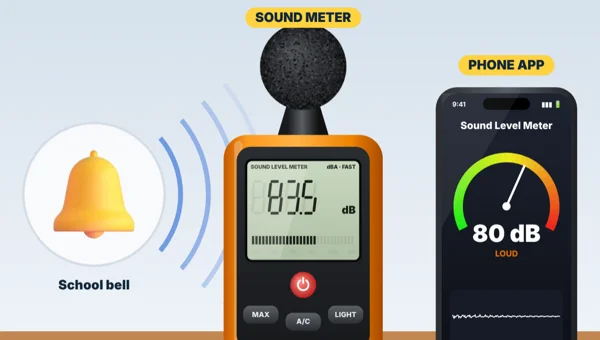 SOUND METER
PHONE APP
9:41
Sound Level Meter
SOUND LEVEL METER dBA · FAST
83.5 dB
80 dB
LOUD
School bell
MAX A/C LIGHT